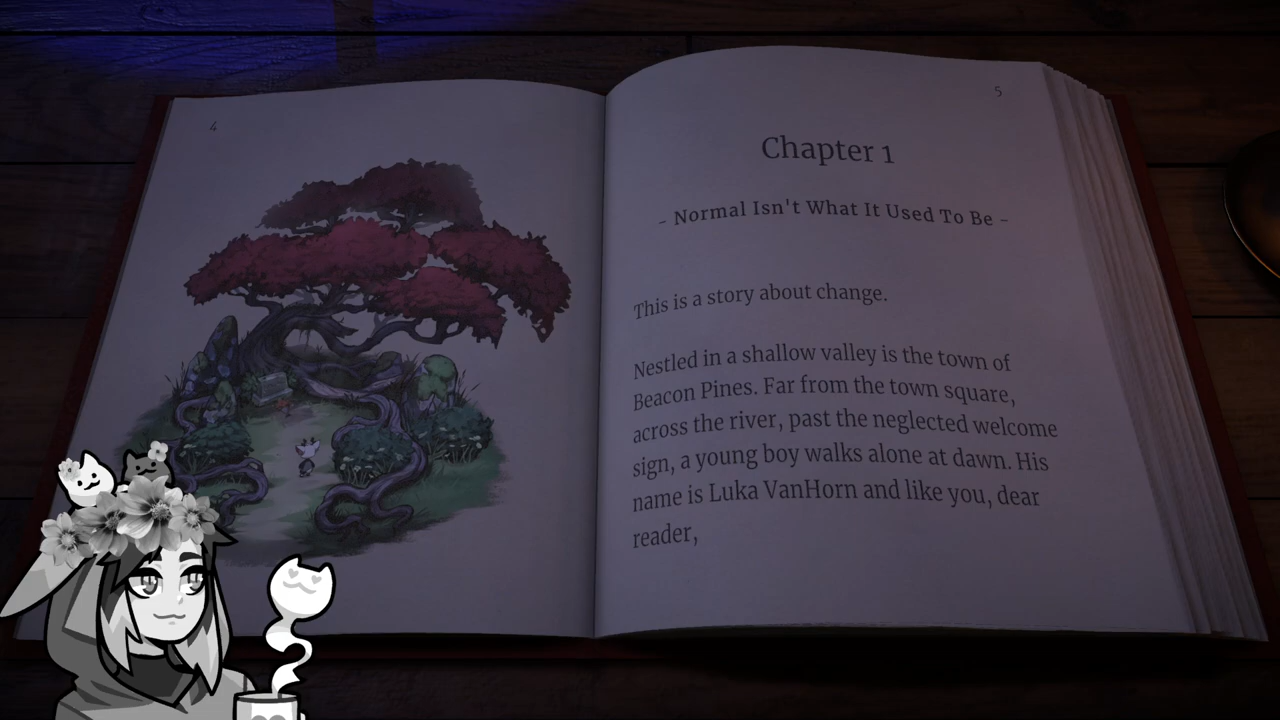 4
5
Chapter 1
- Normal Isn't What It Used To Be -
This is a story about change.
Nestled in a shallow valley is the town of
Beacon Pines. Far from the town square,
across the river, past the neglected welcome
sign, a young boy walks alone at dawn. His
name is Luka VanHorn and like you, dear
reader,